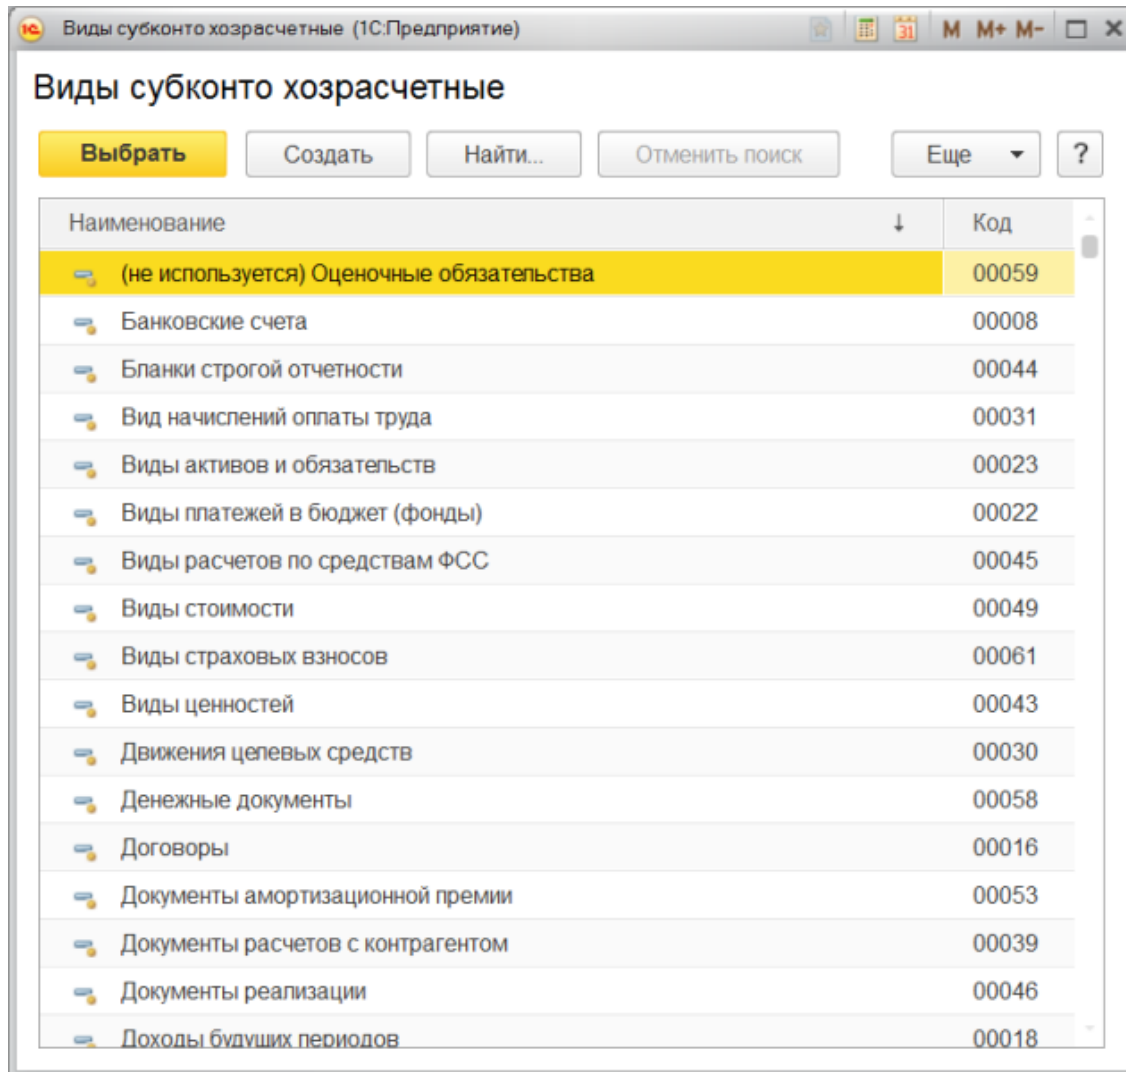 1С Виды субконто хозрасчетные (1С:Предприятие) 31 M M+ M-
Виды субконто хозрасчетные
Выбрать Создать Найти... Отменить поиск Еще ?
Наименование ↓ Код
(не используется) Оценочные обязательства 00059
Банковские счета 00008
Бланки строгой отчетности 00044
Вид начислений оплаты труда 00031
Виды активов и обязательств 00023
Виды платежей в бюджет (фонды) 00022
Виды расчетов по средствам ФСС 00045
Виды стоимости 00049
Виды страховых взносов 00061
Виды ценностей 00043
Движения целевых средств 00030
Денежные документы 00058
Договоры 00016
Документы амортизационной премии 00053
Документы расчетов с контрагентом 00039
Документы реализации 00046
Доходы будущих периодов 00018